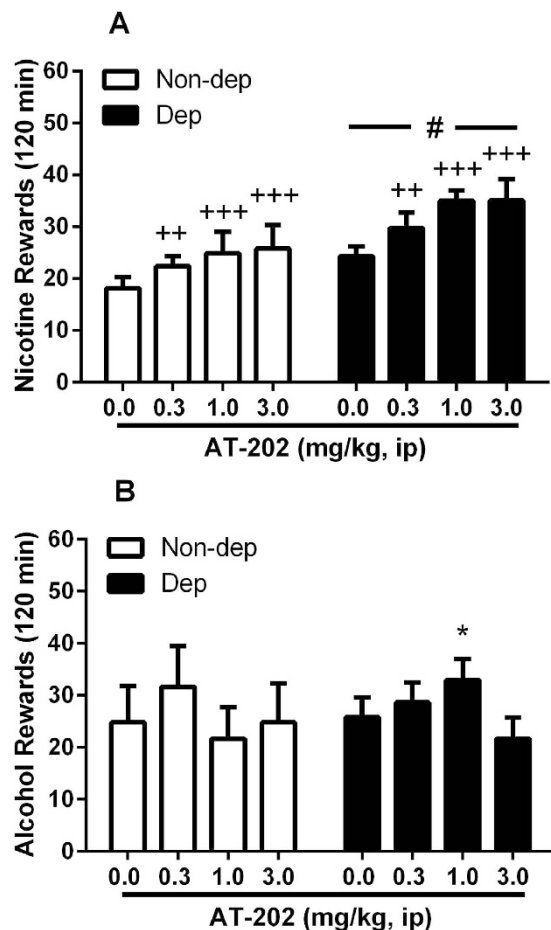 A
Nicotine Rewards (120 min)
60
50
40
30
20
10
0
Non-dep
Dep
#
++ +++ +++ ++ +++ +++
0.0 0.3 1.0 3.0 0.0 0.3 1.0 3.0
AT-202 (mg/kg, ip)
B
Alcohol Rewards (120 min)
60
50
40
30
20
10
0
Non-dep
Dep
*
0.0 0.3 1.0 3.0 0.0 0.3 1.0 3.0
AT-202 (mg/kg, ip)